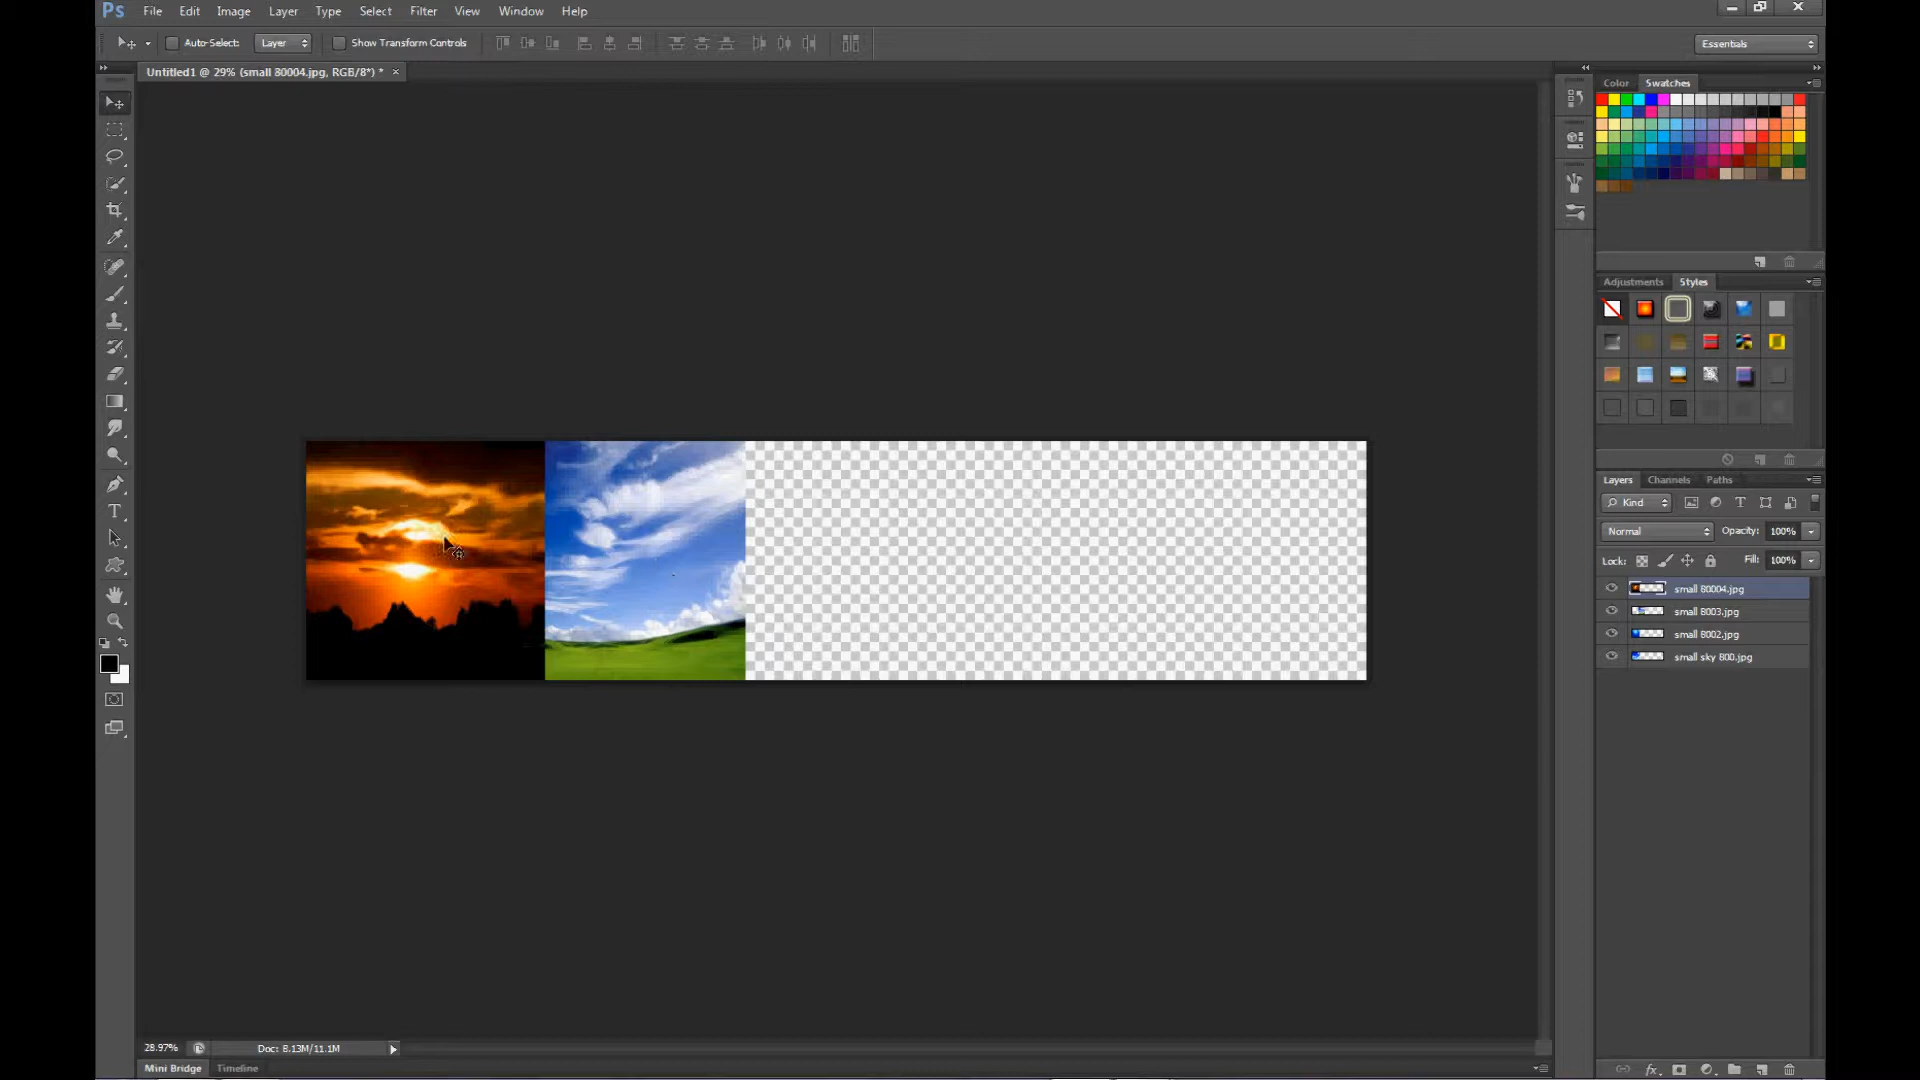 Ps File Edit Image Layer Type Select Filter View Window Help
Auto-Select: Layer Show Transform Controls Essentials
Untitled1 @ 29% (small 80004.jpg, RGB/8*) * ×
Color Swatches
Adjustments Styles
Layers Channels Paths
Kind
Normal Opacity: 100%
Lock: Fill: 100%
small 80004.jpg
small 8003.jpg
small 8002.jpg
small sky 800.jpg
28.97% Doc: 8.13M/11.1M
Mini Bridge Timeline